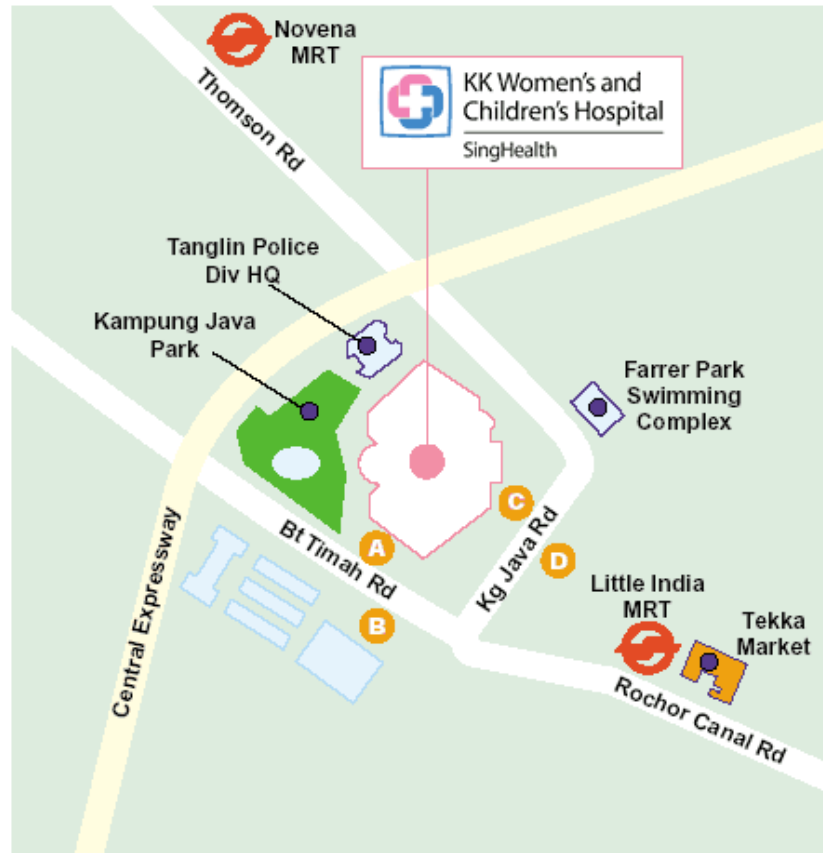 Novena
MRT
KK Women's and
Children's Hospital
SingHealth
Thomson Rd
Tanglin Police
Div HQ
Kampung Java
Park
Farrer Park
Swimming
Complex
C
Bt Timah Rd
A
Kg Java Rd
D
Central Expressway
B
Little India
MRT
Tekka
Market
Rochor Canal Rd